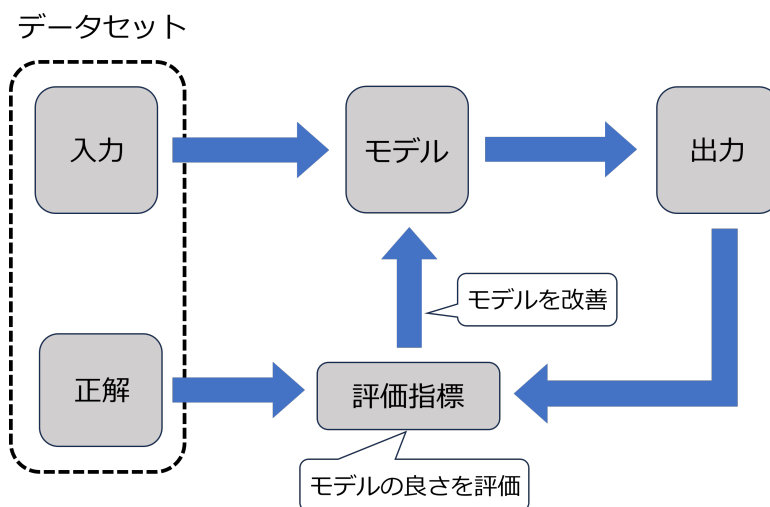 データセット
入力
モデル
出力
モデルを改善
正解
評価指標
モデルの良さを評価